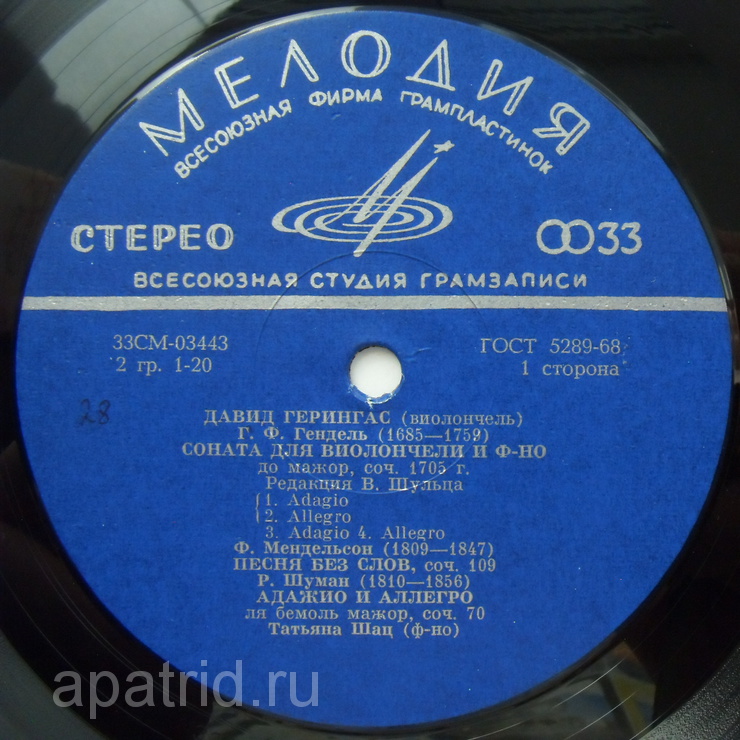 МЕЛОДИЯ
ВСЕСОЮЗНАЯ ФИРМА ГРАМПЛАСТИНОК
СТЕРЕО
33
ВСЕСОЮЗНАЯ СТУДИЯ ГРАМЗАПИСИ
33СМ-03443
ГОСТ 5289-68
2 гр. 1-20
1 сторона
28
ДАВИД ГЕРИНГАС (виолончель)
Г. Ф. Гендель (1685—1759)
СОНАТА ДЛЯ ВИОЛОНЧЕЛИ И Ф-НО
до мажор, соч. 1705 г.
Редакция В. Шульца
1. Adagio
2. Allegro
3. Adagio 4. Allegro
Ф. Мендельсон (1809—1847)
ПЕСНЯ БЕЗ СЛОВ, соч. 109
Р. Шуман (1810—1856)
АДАЖИО И АЛЛЕГРО
ля бемоль мажор, соч. 70
Татьяна Шац (ф-но)
apatrid.ru